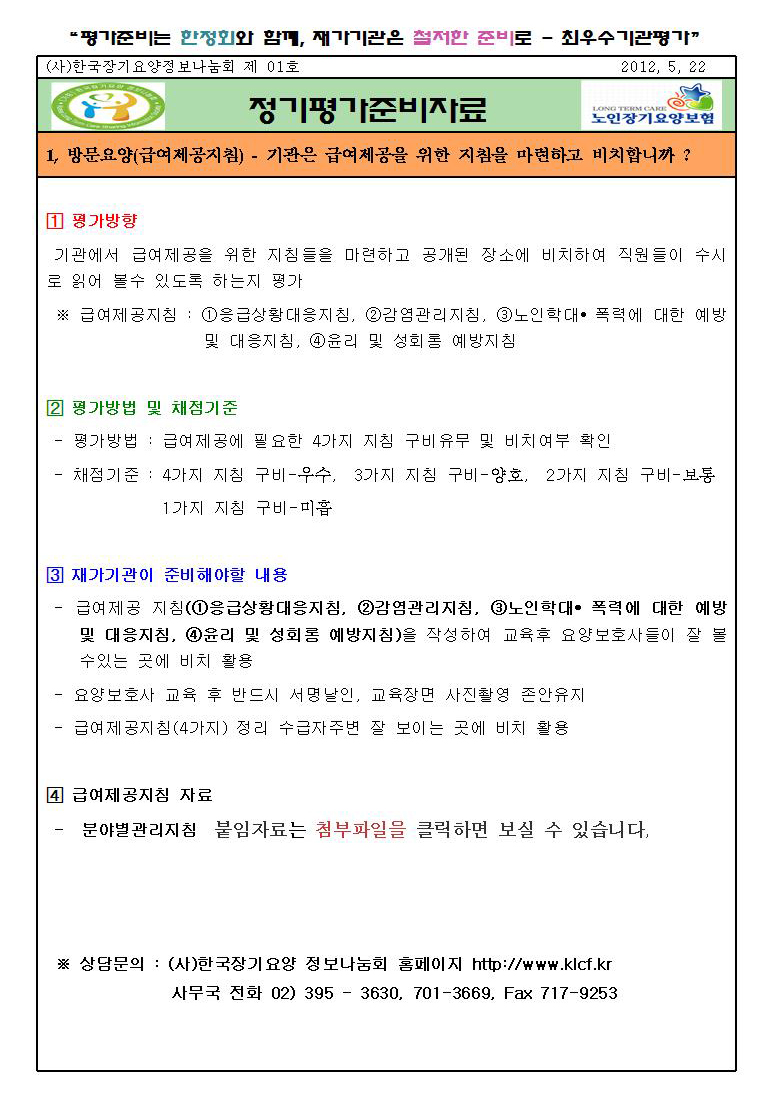 “평가준비는 한정회와 함께, 재가기관은 철저한 준비로 - 최우수기관평가”
(사)한국장기요양정보나눔회 제 01호 2012, 5, 22
정기평가준비자료
LONG TERM CARE
노인장기요양보험
1, 방문요양(급여제공지침) - 기관은 급여제공을 위한 지침을 마련하고 비치합니까 ?
1 평가방향
기관에서 급여제공을 위한 지침들을 마련하고 공개된 장소에 비치하여 직원들이 수시
로 읽어 볼수 있도록 하는지 평가
※ 급여제공지침 : ①응급상황대응지침, ②감염관리지침, ③노인학대• 폭력에 대한 예방
및 대응지침, ④윤리 및 성희롬 예방지침
2 평가방법 및 채점기준
- 평가방법 : 급여제공에 필요한 4가지 지침 구비유무 및 비치여부 확인
- 채점기준 : 4가지 지침 구비-우수, 3가지 지침 구비-양호, 2가지 지침 구비-보통
1가지 지침 구비-미흡
3 재가기관이 준비해야할 내용
- 급여제공 지침(①응급상황대응지침, ②감염관리지침, ③노인학대• 폭력에 대한 예방
및 대응지침, ④윤리 및 성희롬 예방지침)을 작성하여 교육후 요양보호사들이 잘 볼
수있는 곳에 비치 활용
- 요양보호사 교육 후 반드시 서명날인, 교육장면 사진촬영 존안유지
- 급여제공지침(4가지) 정리 수급자주변 잘 보이는 곳에 비치 활용
4 급여제공지침 자료
- 분야별관리지침 붙임자료는 첨부파일을 클릭하면 보실 수 있습니다,
※ 상담문의 : (사)한국장기요양 정보나눔회 홈페이지 http://www.klcf.kr
사무국 전화 02) 395 - 3630, 701-3669, Fax 717-9253